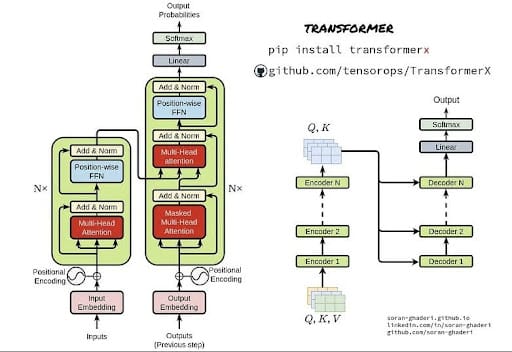 Output
Probabilities
Softmax
Linear
Add & Norm
Position-wise
FFN
Add & Norm
Multi-Head
attention
Add & Norm
Masked
Multi-Head
Attention
N×
Positional
Encoding
Output
Embedding
Outputs
(Previous step)
Add & Norm
Position-wise
FFN
Add & Norm
Multi-Head
Attention
N×
Positional
Encoding
Input
Embedding
Inputs
TRANSFORMER
pip install transformerx
github.com/tensorops/TransformerX
Q, K
Encoder N
Encoder 2
Encoder 1
Q, K, V
Output
Softmax
Linear
Decoder N
Decoder 2
Decoder 1
soran-ghaderi.github.io
linkedin.com/in/soran-ghaderi
github.com/soran-ghaderi